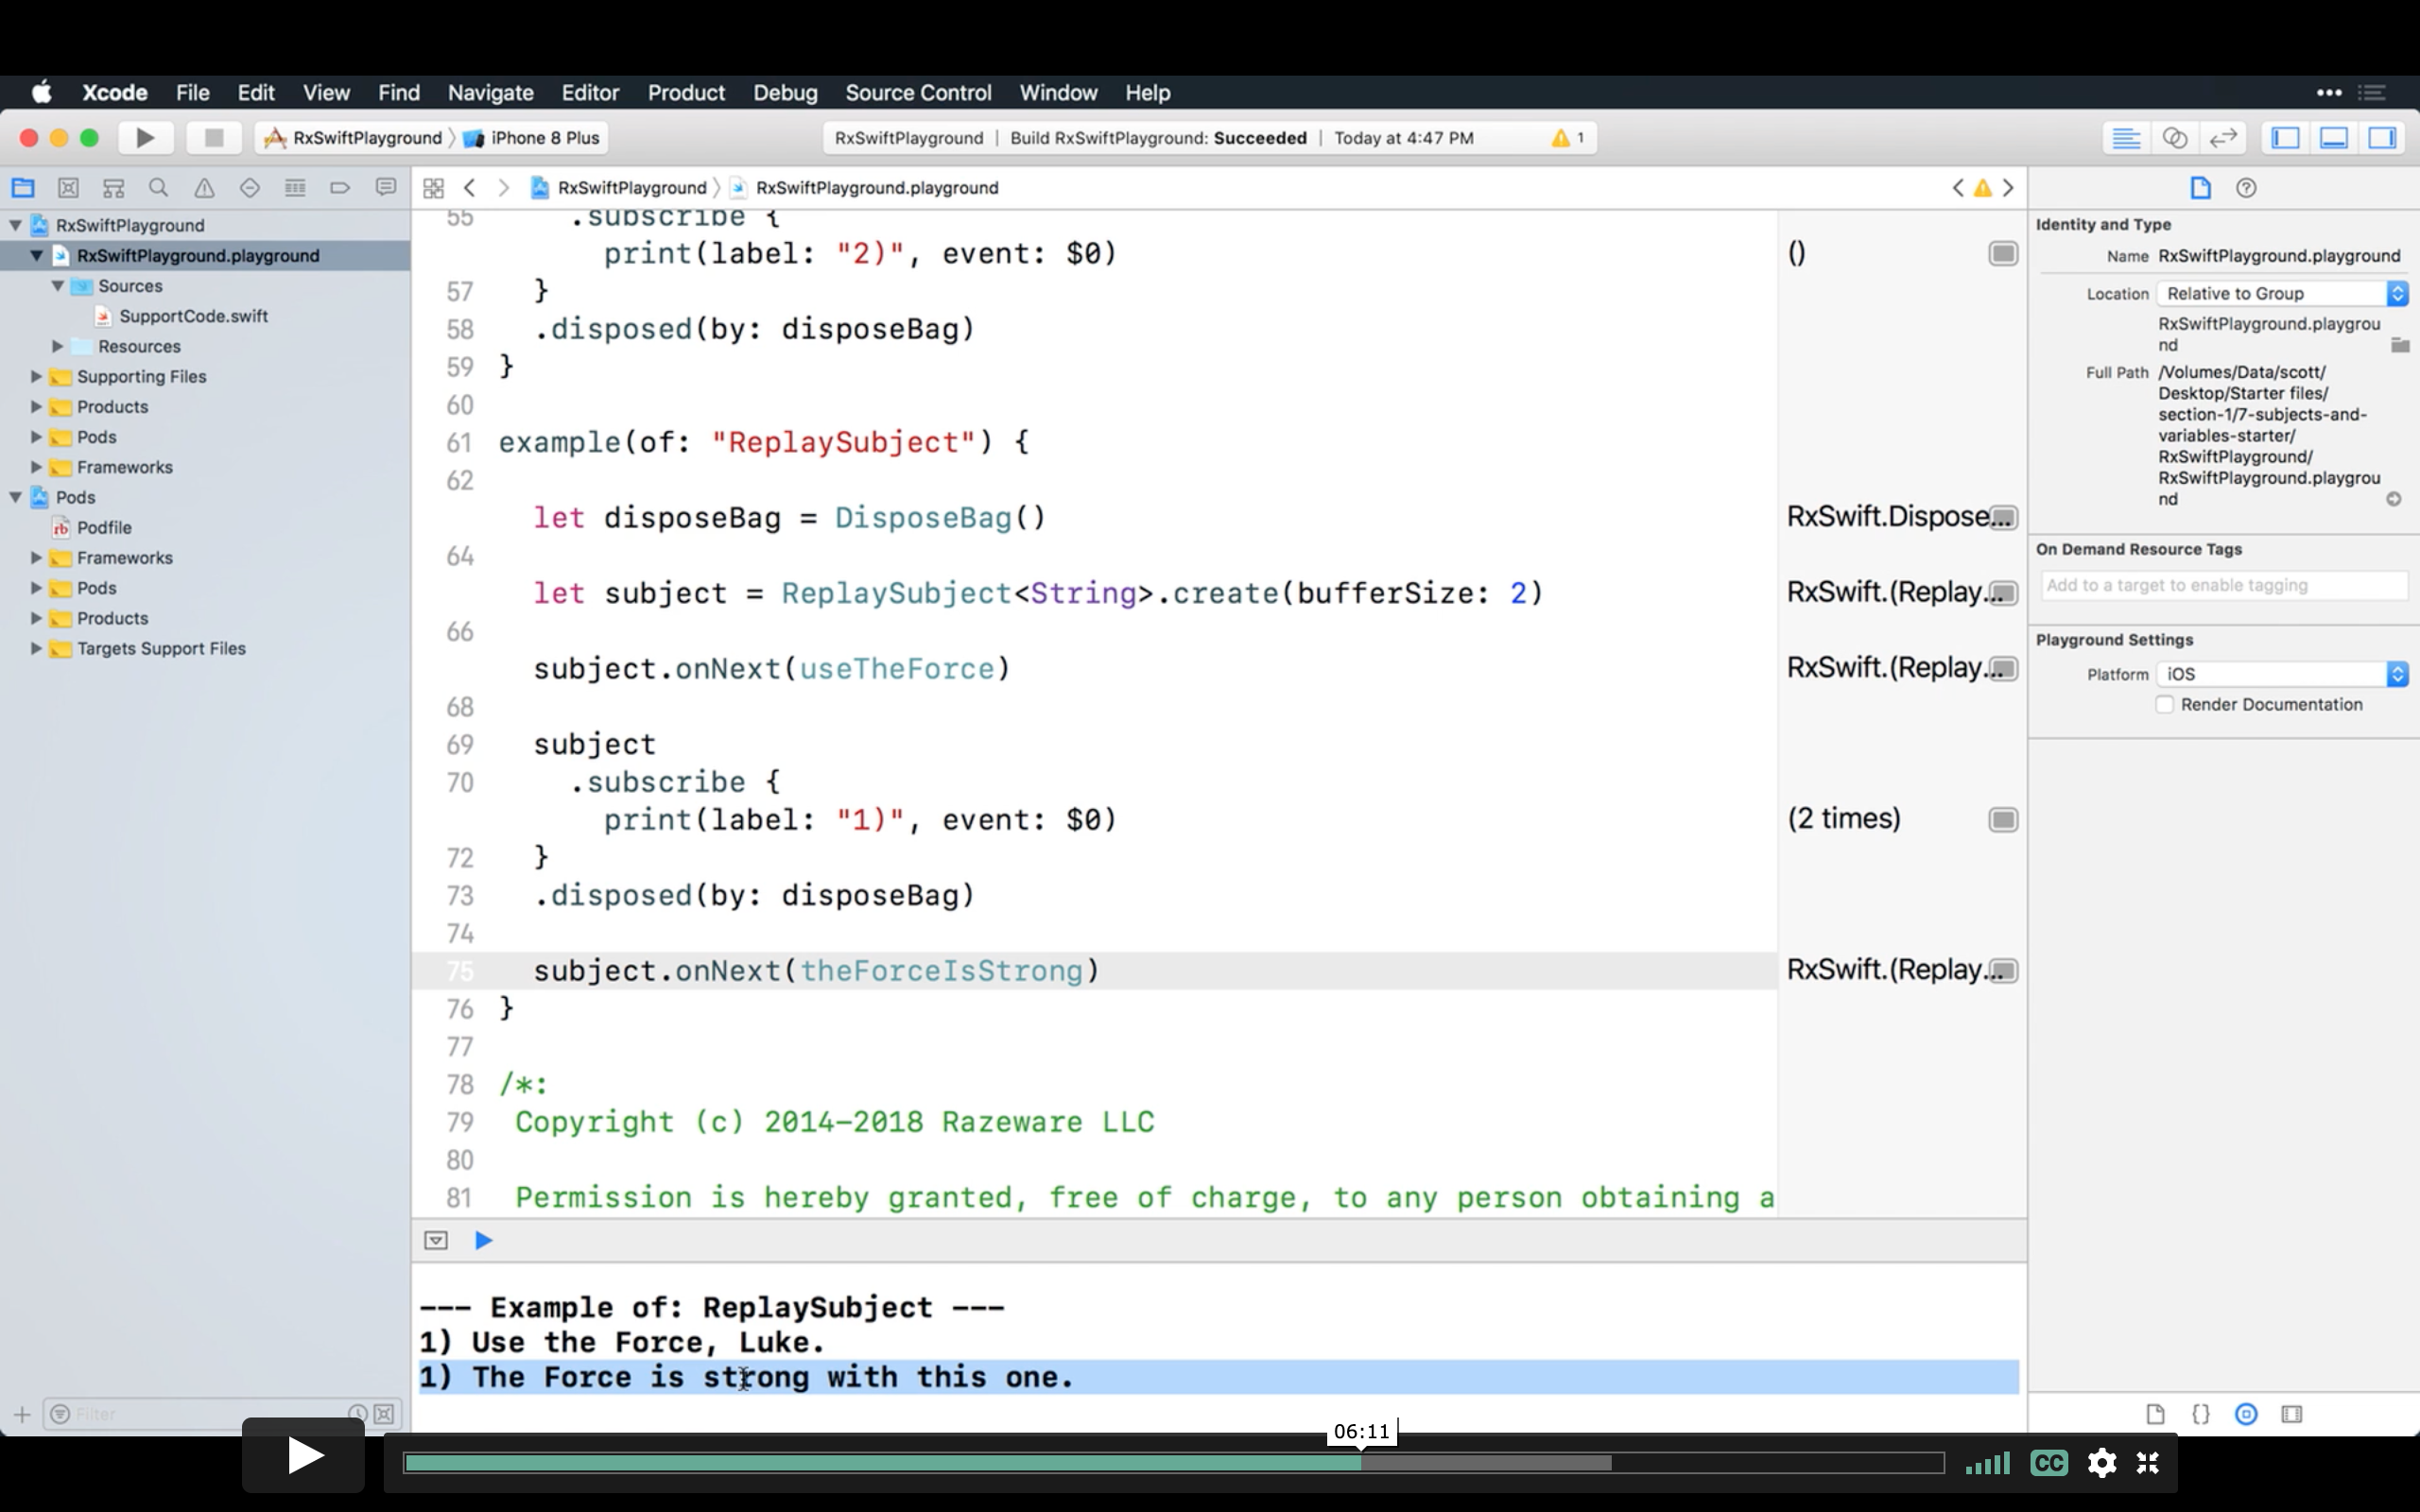 Xcode File Edit View Find Navigate Editor Product Debug Source Control Window Help
RxSwiftPlayground iPhone 8 Plus
RxSwiftPlayground | Build RxSwiftPlayground: Succeeded | Today at 4:47 PM 1
RxSwiftPlayground
RxSwiftPlayground.playground
Sources
SupportCode.swift
Resources
Supporting Files
Products
Pods
Frameworks
Pods
Podfile
Frameworks
Pods
Products
Targets Support Files
Filter
RxSwiftPlayground RxSwiftPlayground.playground
55 .subscribe {
print(label: "2)", event: $0) ()
57 }
58 .disposed(by: disposeBag)
59 }
60
61 example(of: "ReplaySubject") {
62
let disposeBag = DisposeBag() RxSwift.Dispose...
64
let subject = ReplaySubject<String>.create(bufferSize: 2) RxSwift.(Replay...
66
subject.onNext(useTheForce) RxSwift.(Replay...
68
69 subject
70 .subscribe {
print(label: "1)", event: $0) (2 times)
72 }
73 .disposed(by: disposeBag)
74
75 subject.onNext(theForceIsStrong) RxSwift.(Replay...
76 }
77
78 /*:
79 Copyright (c) 2014–2018 Razeware LLC
80
81 Permission is hereby granted, free of charge, to any person obtaining a
--- Example of: ReplaySubject ---
1) Use the Force, Luke.
1) The Force is strong with this one.
Identity and Type
Name RxSwiftPlayground.playground
Location Relative to Group
RxSwiftPlayground.playgrou
nd
Full Path /Volumes/Data/scott/
Desktop/Starter files/
section-1/7-subjects-and-
variables-starter/
RxSwiftPlayground/
RxSwiftPlayground.playgrou
nd
On Demand Resource Tags
Add to a target to enable tagging
Playground Settings
Platform iOS
Render Documentation
06:11
CC